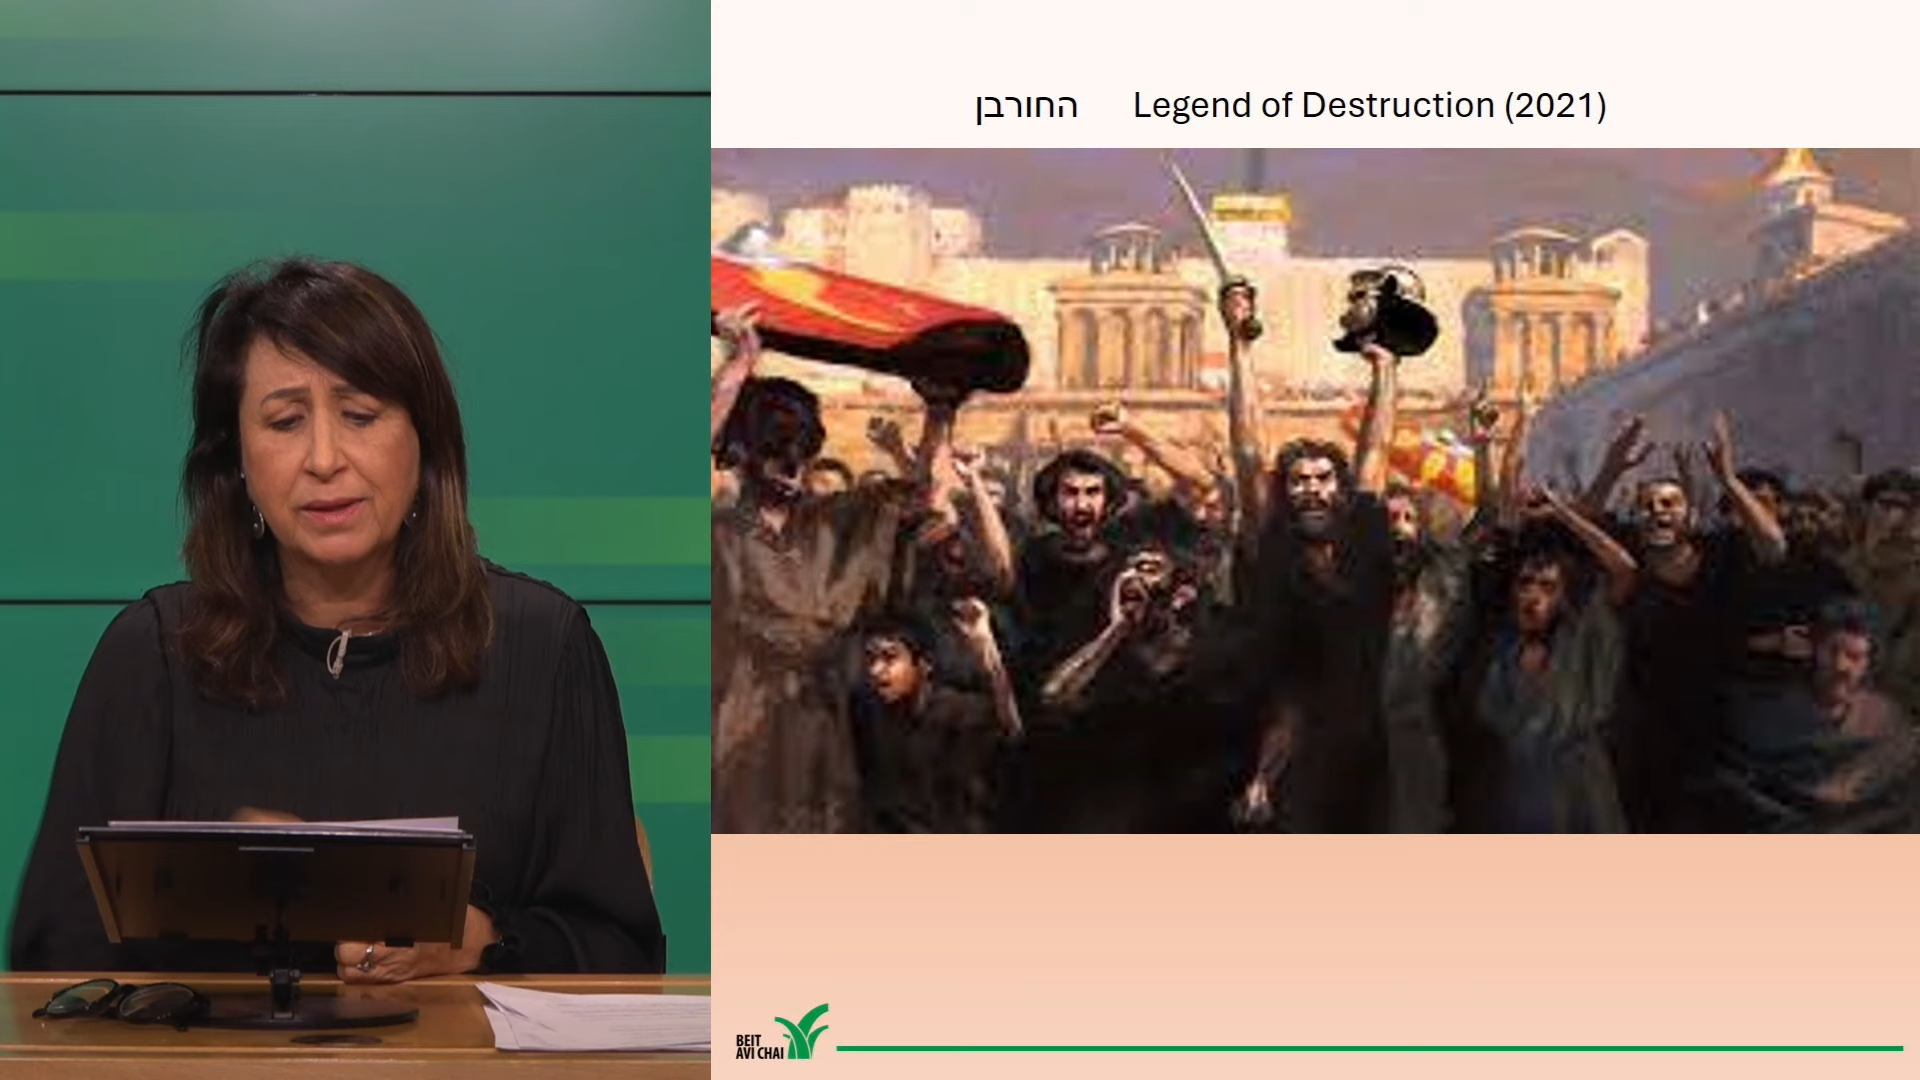 החורבן Legend of Destruction (2021)
BEIT
AVI CHAI